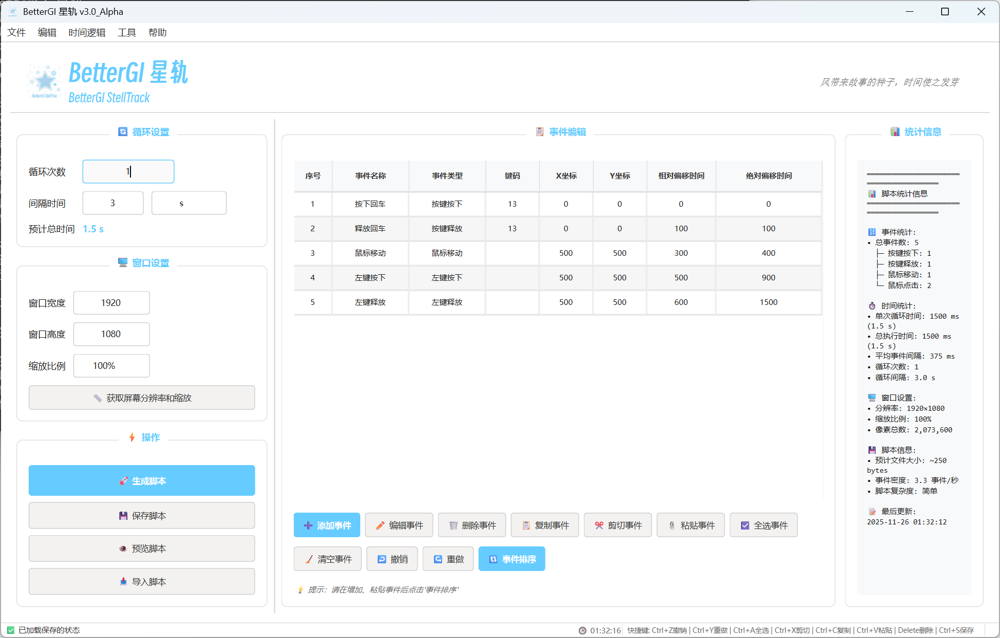 BetterGI 星轨 v3.0_Alpha
文件 编辑 时间逻辑 工具 帮助
BetterGI 星轨
BetterGI StellTrack
风带来故事的种子，时间使之发芽
循环设置
循环次数 1
间隔时间 3 s
预计总时间 1.5 s
窗口设置
窗口宽度 1920
窗口高度 1080
缩放比例 100%
获取屏幕分辨率和缩放
操作
生成脚本
保存脚本
预览脚本
导入脚本
事件编辑
序号 事件名称 事件类型 键码 X坐标 Y坐标 相对偏移时间 绝对偏移时间
1 按下回车 按键按下 13 0 0 0 0
2 释放回车 按键释放 13 0 0 100 100
3 鼠标移动 鼠标移动 500 500 300 400
4 左键按下 左键按下 500 500 500 900
5 左键释放 左键释放 500 500 600 1500
添加事件 编辑事件 删除事件 复制事件 剪切事件 粘贴事件 全选事件
清空事件 撤销 重做 事件排序
提示：请在增加、粘贴事件后点击'事件排序'
统计信息
脚本统计信息
事件统计:
• 总事件数: 5
├─ 按键按下: 1
├─ 按键释放: 1
├─ 鼠标移动: 1
└─ 鼠标点击: 2
时间统计:
• 单次循环时间: 1500 ms
(1.5 s)
• 总执行时间: 1500 ms
(1.5 s)
• 平均事件间隔: 375 ms
• 循环次数: 1
• 循环间隔: 3.0 s
窗口设置:
• 分辨率: 1920×1080
• 缩放比例: 100%
• 像素总数: 2,073,600
脚本信息:
• 预计文件大小: ~250
bytes
• 事件密度: 3.3 事件/秒
• 脚本复杂度: 简单
最后更新:
2025-11-26 01:32:12
已加载保存的状态
01:32:16 快捷键: Ctrl+Z撤销 | Ctrl+Y重做 | Ctrl+A全选 | Ctrl+X剪切 | Ctrl+C复制 | Ctrl+V粘贴 | Delete删除 | Ctrl+S保存